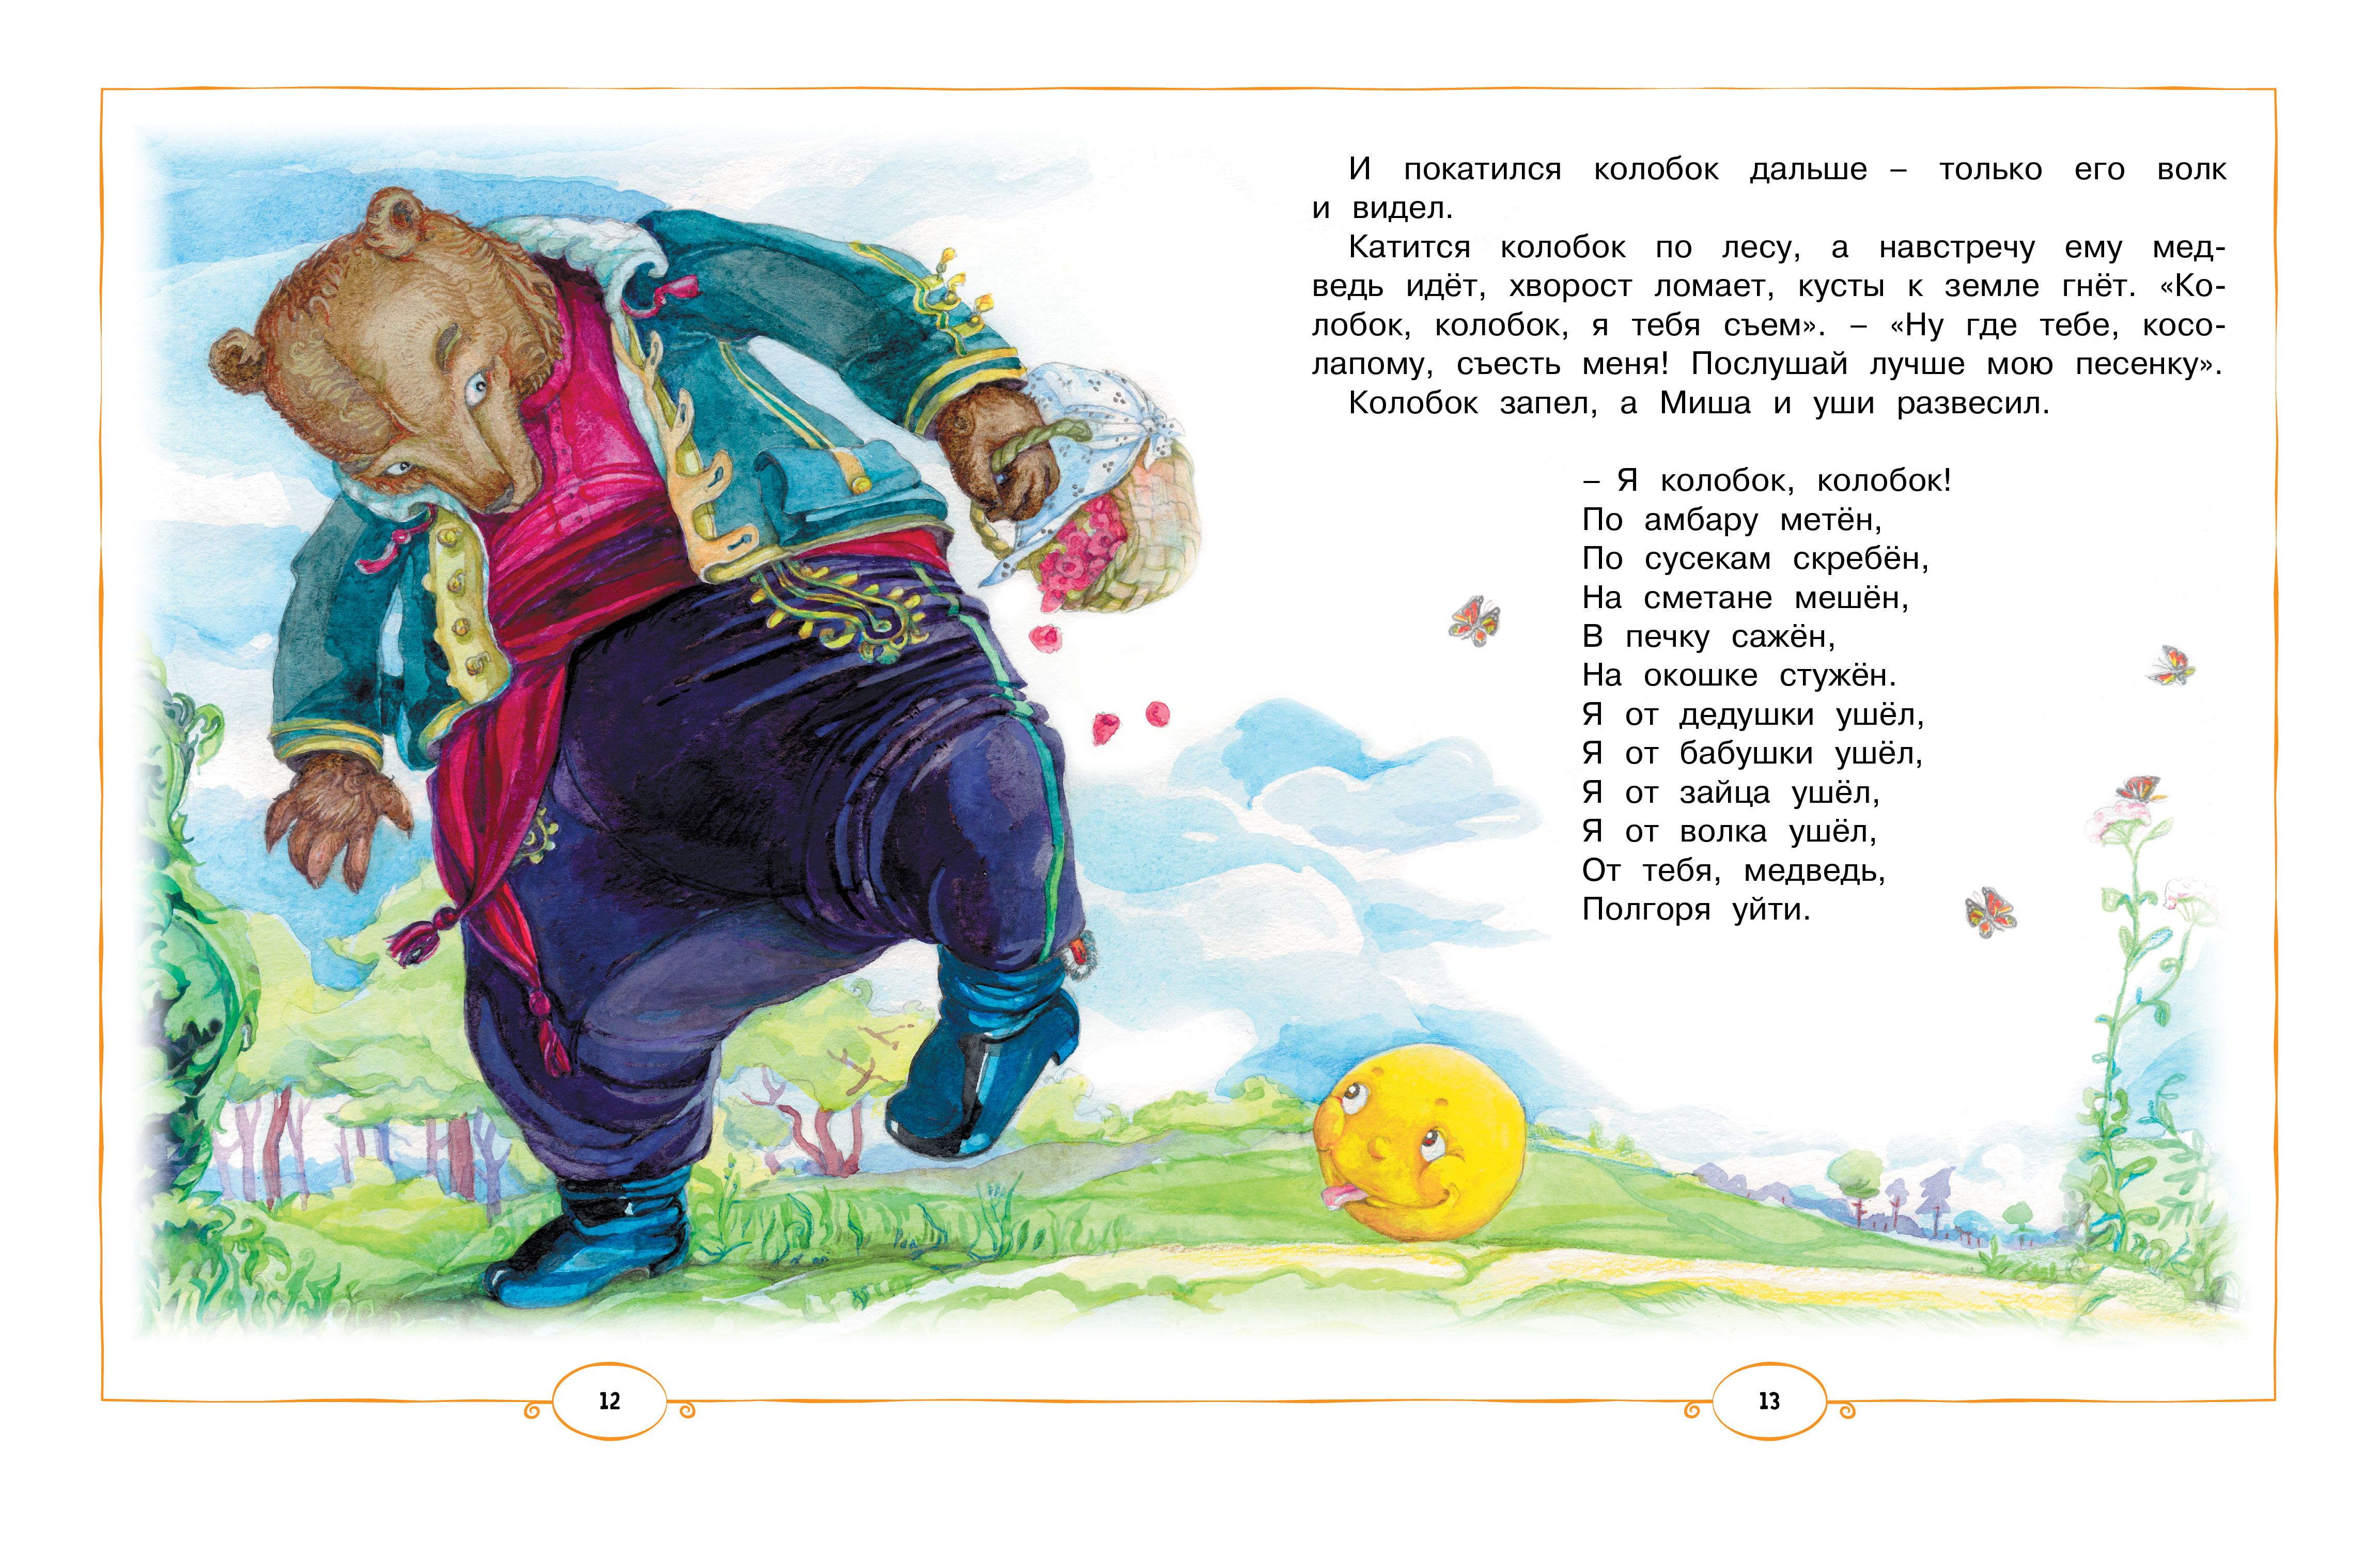 И покатился колобок дальше – только его волк
и видел.
Катится колобок по лесу, а навстречу ему мед-
ведь идёт, хворост ломает, кусты к земле гнёт. «Ко-
лобок, колобок, я тебя съем». – «Ну где тебе, косо-
лапому, съесть меня! Послушай лучше мою песенку».
Колобок запел, а Миша и уши развесил.
– Я колобок, колобок!
По амбару метён,
По сусекам скребён,
На сметане мешён,
В печку сажён,
На окошке стужён.
Я от дедушки ушёл,
Я от бабушки ушёл,
Я от зайца ушёл,
Я от волка ушёл,
От тебя, медведь,
Полгоря уйти.
12
13